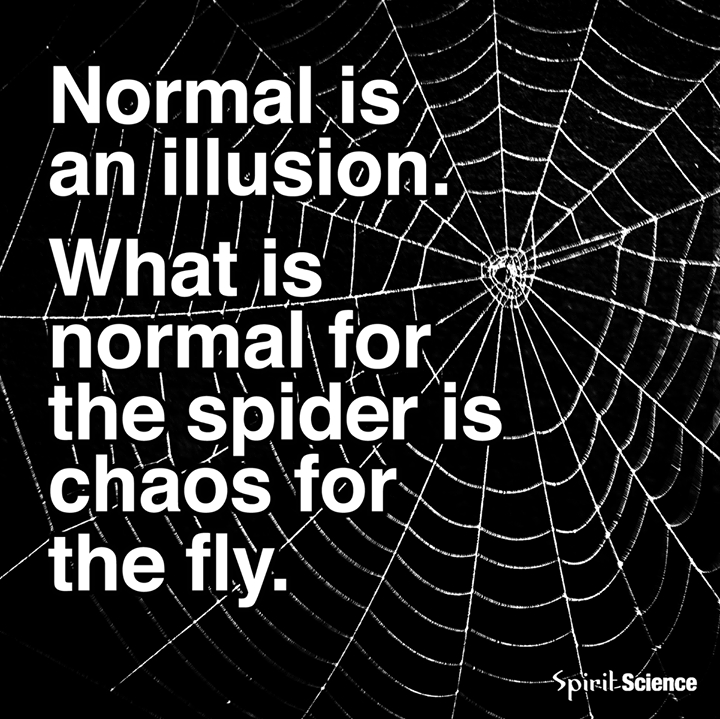 Normal is
an illusion.
What is
normal for
the spider is
chaos for
the fly.
Spirit Science